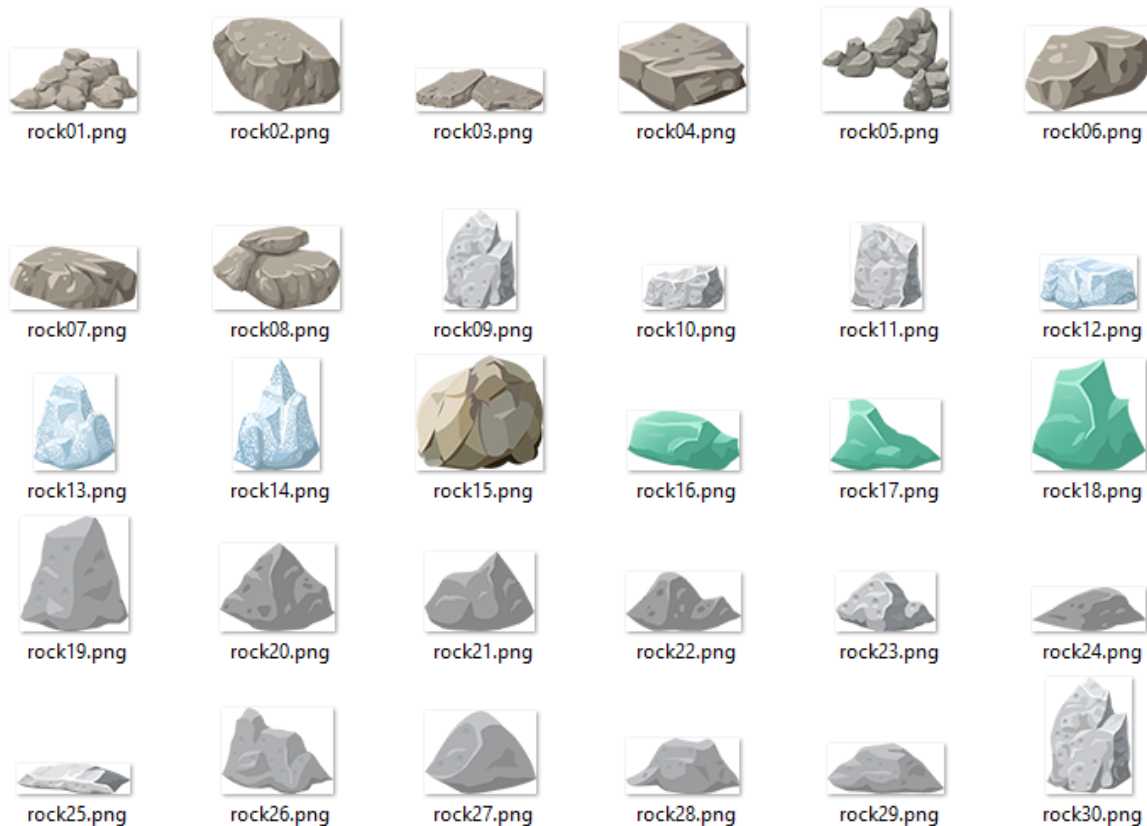 rock01.png rock02.png rock03.png rock04.png rock05.png rock06.png
rock07.png rock08.png rock09.png rock10.png rock11.png rock12.png
rock13.png rock14.png rock15.png rock16.png rock17.png rock18.png
rock19.png rock20.png rock21.png rock22.png rock23.png rock24.png
rock25.png rock26.png rock27.png rock28.png rock29.png rock30.png